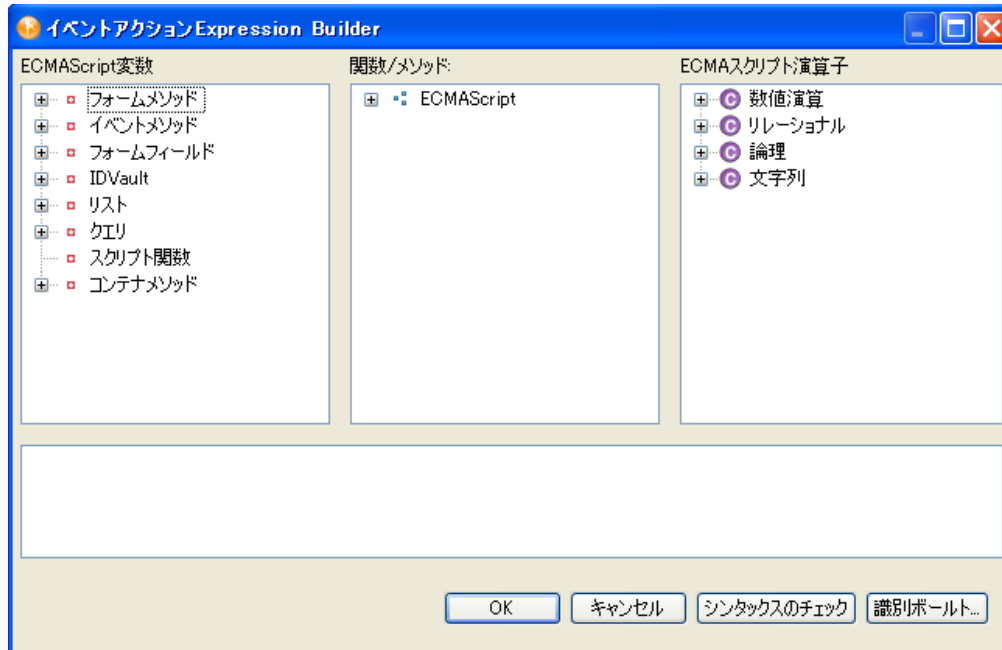 イベントアクションExpression Builder
ECMAScript変数
フォームメソッド
イベントメソッド
フォームフィールド
IDVault
リスト
クエリ
スクリプト関数
コンテナメソッド
関数/メソッド:
ECMAScript
ECMAスクリプト演算子
数値演算
リレーショナル
論理
文字列
OK
キャンセル
シンタックスのチェック
識別ボールト...